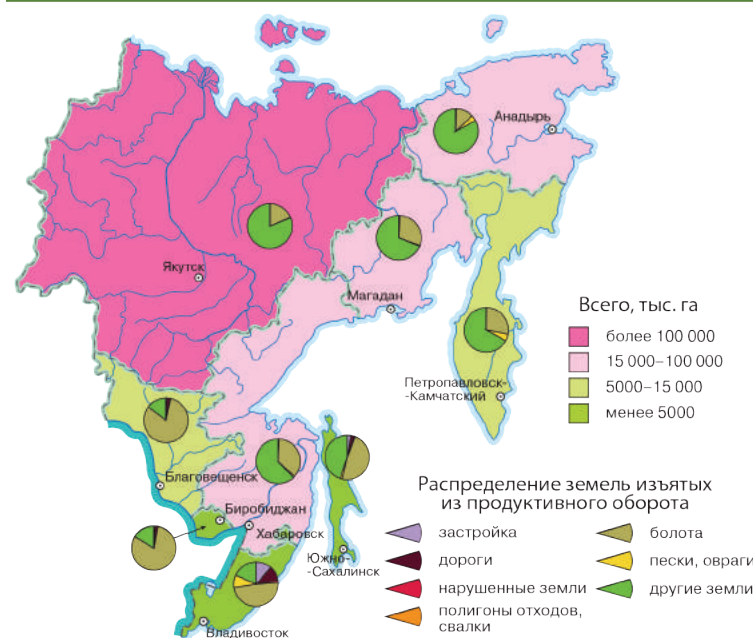 Анадырь
Якутск
Магадан
Петропавловск-
-Камчатский
Благовещенск
Биробиджан
Хабаровск
Южно-
-Сахалинск
Владивосток
Всего, тыс. га
более 100 000
15 000–100 000
5000–15 000
менее 5000
Распределение земель изъятых
из продуктивного оборота
застройка
дороги
нарушенные земли
полигоны отходов,
свалки
болота
пески, овраги
другие земли